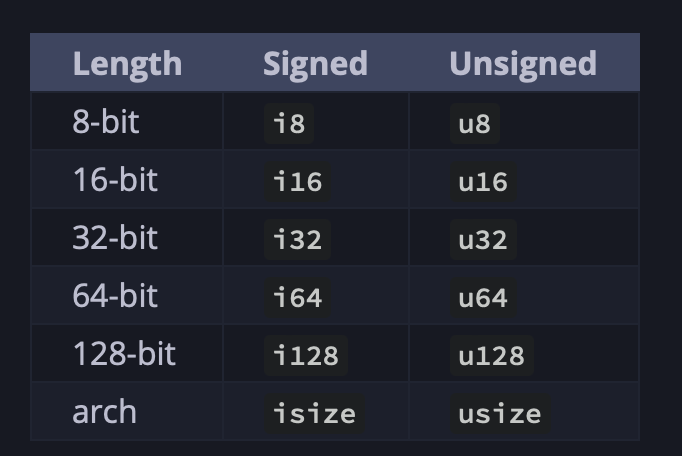 Length Signed Unsigned
8-bit i8 u8
16-bit i16 u16
32-bit i32 u32
64-bit i64 u64
128-bit i128 u128
arch isize usize